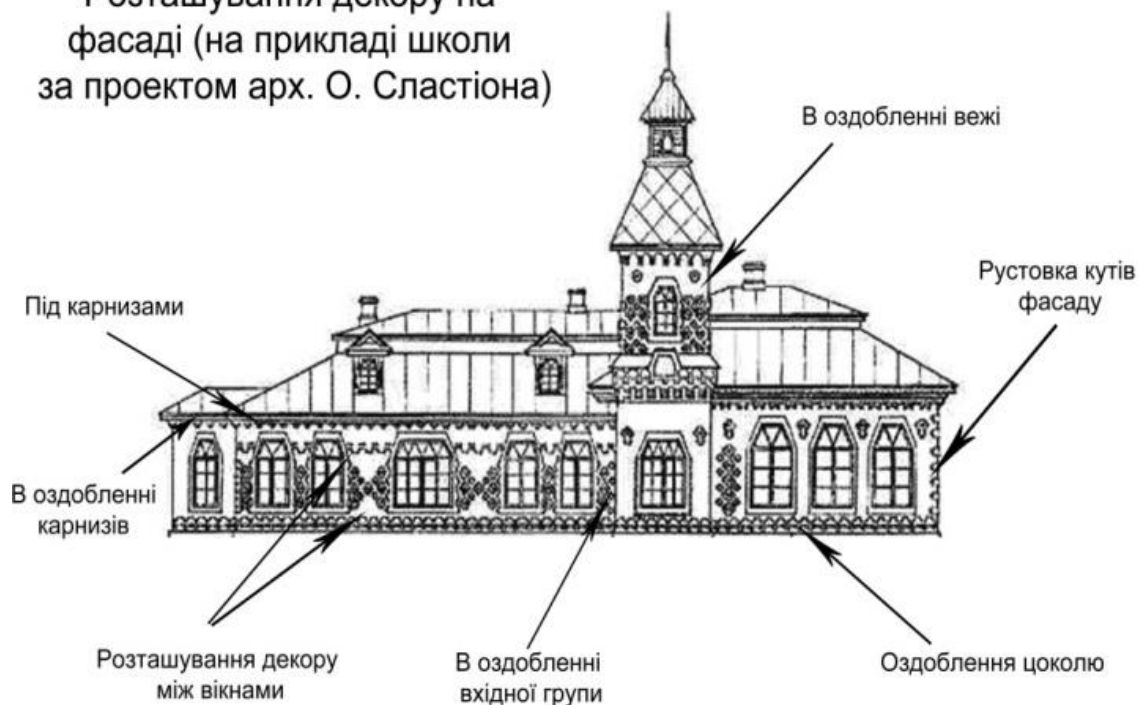 Розташування декору на
фасаді (на прикладі школи
за проектом арх. О. Сластіона)
В оздобленні вежі
Рустовка кутів
фасаду
Під карнизами
В оздобленні
карнизів
Розташування декору
між вікнами
В оздобленні
вхідної групи
Оздоблення цоколю